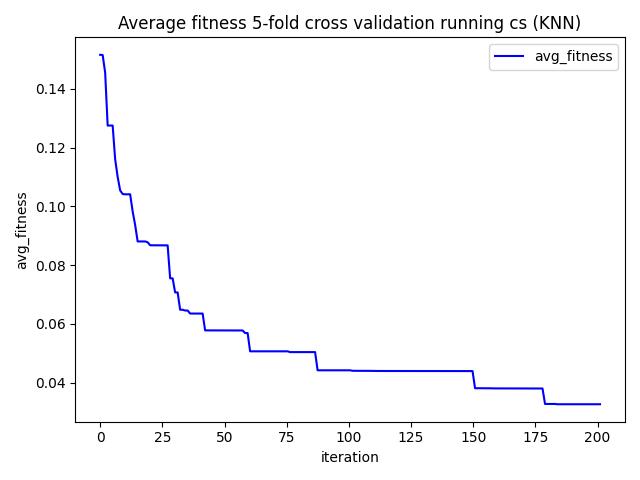 Average fitness 5-fold cross validation running cs (KNN)
avg_fitness
0.14
0.12
0.10
0.08
0.06
0.04
avg_fitness
0 25 50 75 100 125 150 175 200
iteration